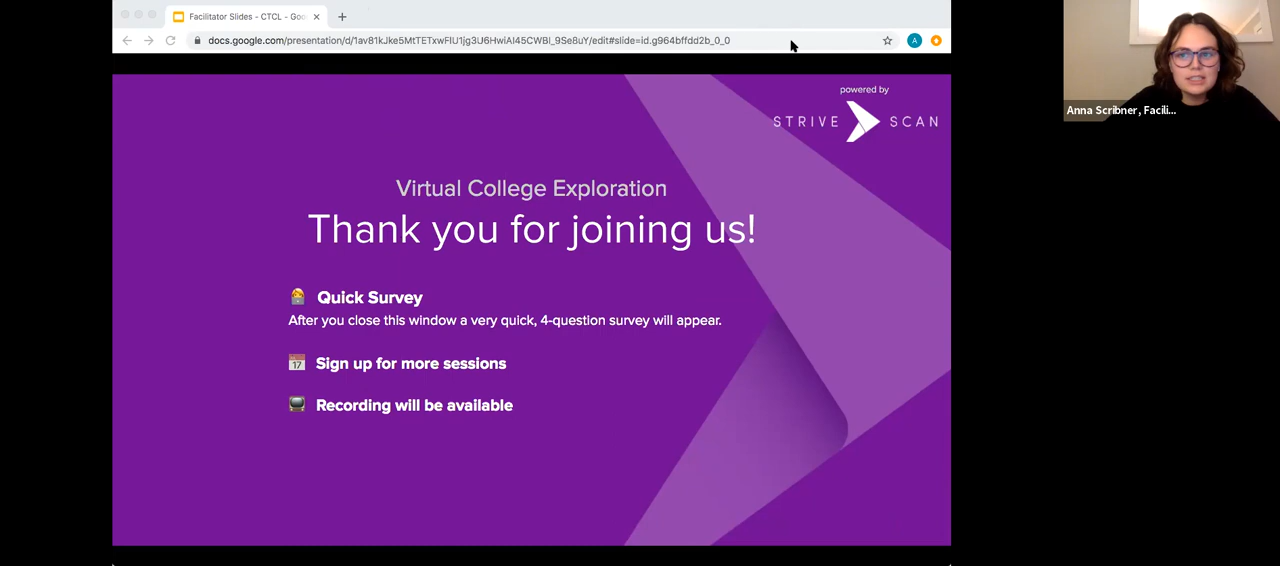 Facilitator Slides - CTCL - Goo
docs.google.com/presentation/d/1av81kJke5MtTETxwFIU1jg3U6HwiAI45CWBI_9Se8uY/edit#slide=id.g964bffdd2b_0_0
A
powered by
STRIVE SCAN
Virtual College Exploration
Thank you for joining us!
Quick Survey
After you close this window a very quick, 4-question survey will appear.
17 Sign up for more sessions
Recording will be available
Anna Scribner, Facili...